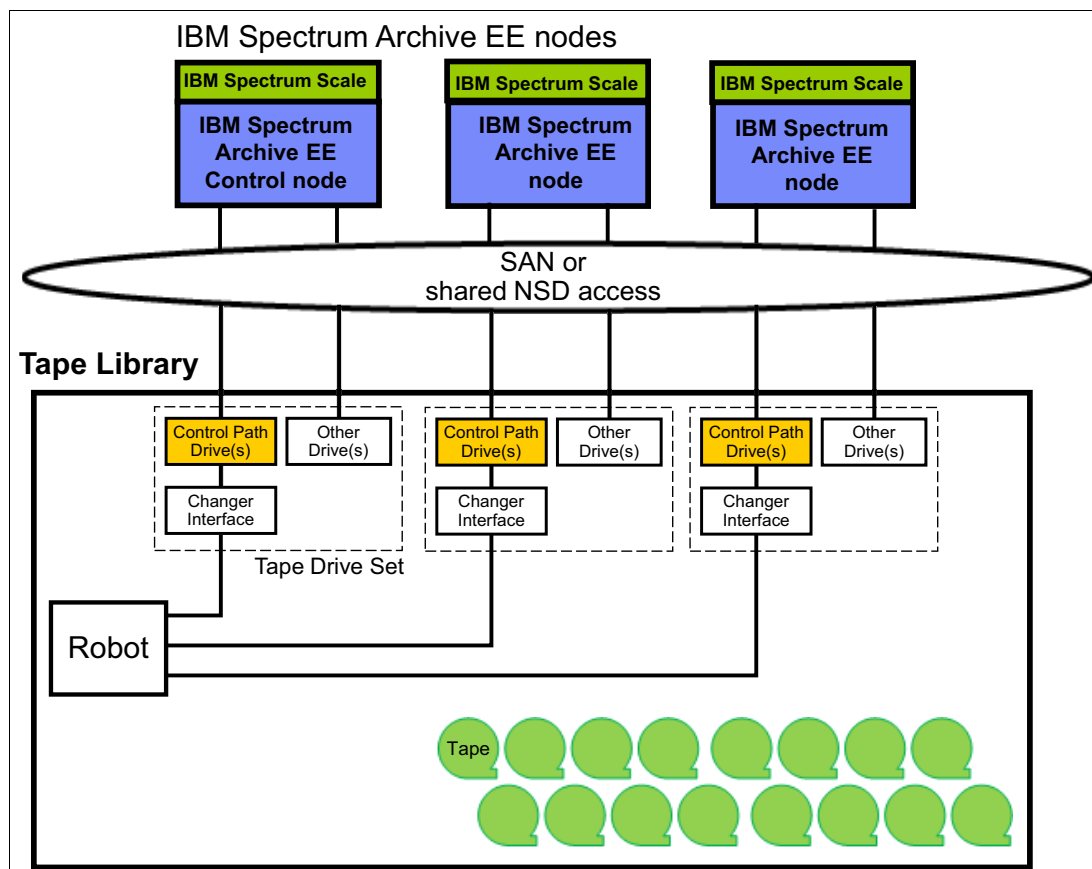 IBM Spectrum Archive EE nodes
IBM Spectrum Scale
IBM Spectrum
Archive EE
Control node
IBM Spectrum Scale
IBM Spectrum
Archive EE
node
IBM Spectrum Scale
IBM Spectrum
Archive EE
node
SAN or
shared NSD access
Tape Library
Control Path
Drive(s)
Other
Drive(s)
Changer
Interface
Control Path
Drive(s)
Other
Drive(s)
Changer
Interface
Control Path
Drive(s)
Other
Drive(s)
Changer
Interface
Tape Drive Set
Robot
Tape